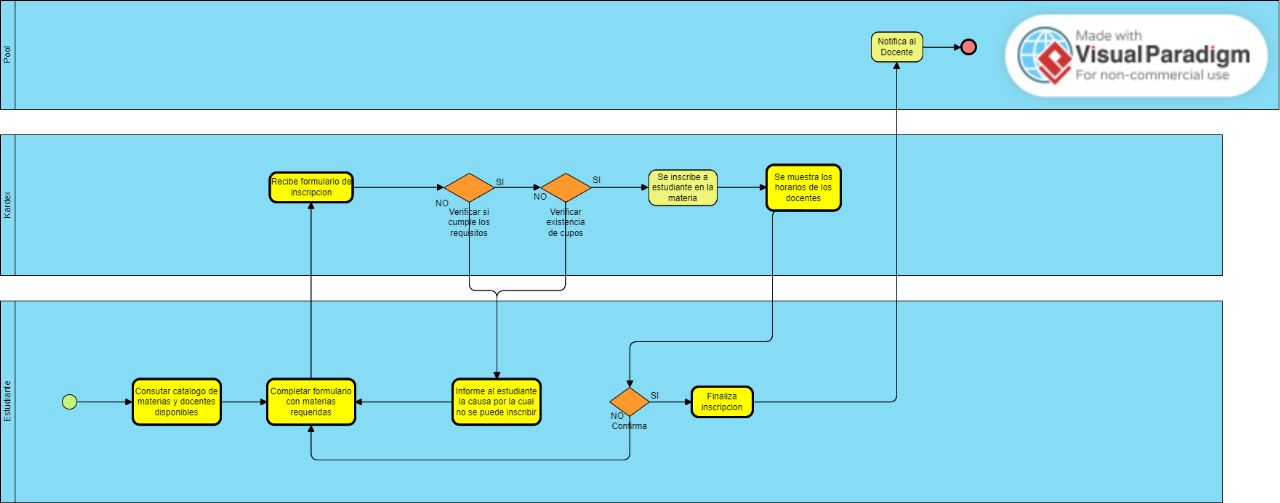 Pool
Notifica al
Docente
Made with
Visual Paradigm
For non-commercial use
Kardex
Recibe formulario de
inscripcion
SI
NO
Verificar si
cumple los
requisitos
SI
NO
Verificar
existencia
de cupos
Se inscribe a
estudiante en la
materia
Se muestra los
horarios de los
docentes
Estudiante
Consutar catalogo de
materias y docentes
disponibles
Completar formulario
con materias
requeridas
Informe al estudiante
la causa por la cual
no se puede inscribir
SI
NO
Confirma
Finaliza
inscripcion